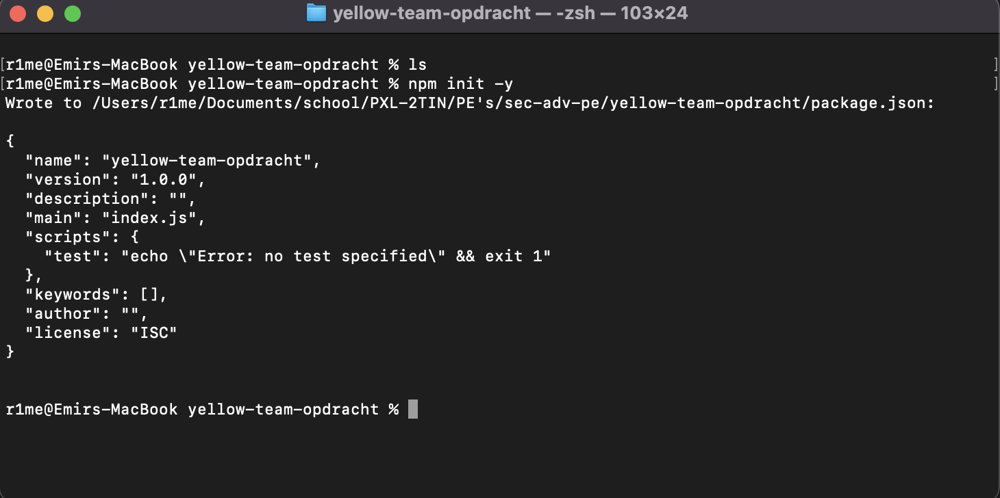 yellow-team-opdracht — -zsh — 103×24
[r1me@Emirs-MacBook yellow-team-opdracht % ls ]
[r1me@Emirs-MacBook yellow-team-opdracht % npm init -y ]
Wrote to /Users/r1me/Documents/school/PXL-2TIN/PE's/sec-adv-pe/yellow-team-opdracht/package.json:
{
  "name": "yellow-team-opdracht",
  "version": "1.0.0",
  "description": "",
  "main": "index.js",
  "scripts": {
    "test": "echo \"Error: no test specified\" && exit 1"
  },
  "keywords": [],
  "author": "",
  "license": "ISC"
}
r1me@Emirs-MacBook yellow-team-opdracht %